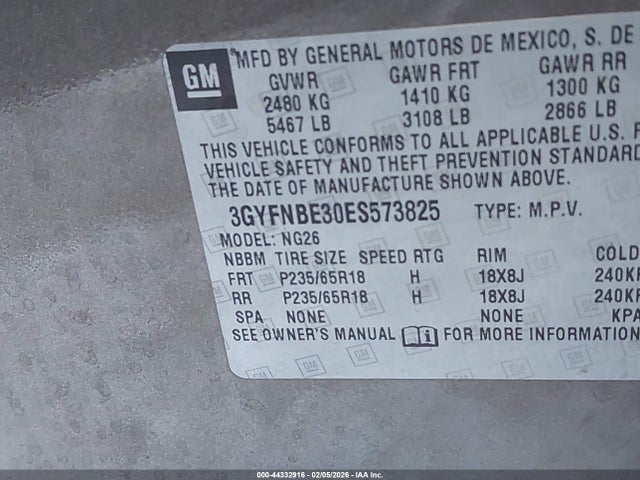 GM
MFD BY GENERAL MOTORS DE MEXICO, S. DE
GVWR GAWR FRT GAWR RR
2480 KG 1410 KG 1300 KG
5467 LB 3108 LB 2866 LB
THIS VEHICLE CONFORMS TO ALL APPLICABLE U.S. F
VEHICLE SAFETY AND THEFT PREVENTION STANDARD
THE DATE OF MANUFACTURE SHOWN ABOVE.
3GYFNBE30ES573825 TYPE: M.P.V.
MODEL: NG26
NBBM TIRE SIZE SPEED RTG RIM COLD
FRT P235/65R18 H 18X8J 240KP
RR P235/65R18 H 18X8J 240KP
SPA NONE NONE KPA
SEE OWNER'S MANUAL FOR MORE INFORMATION
000-44332916 - 02/05/2026 - IAA Inc.